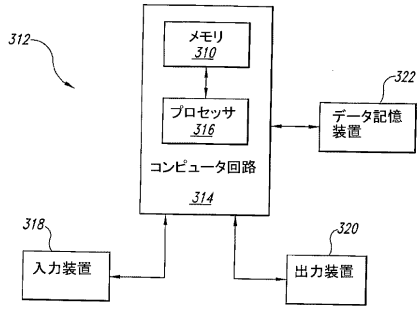 312
メモリ
310
プロセッサ
316
コンピュータ回路
314
322
データ記憶
装置
318
入力装置
320
出力装置